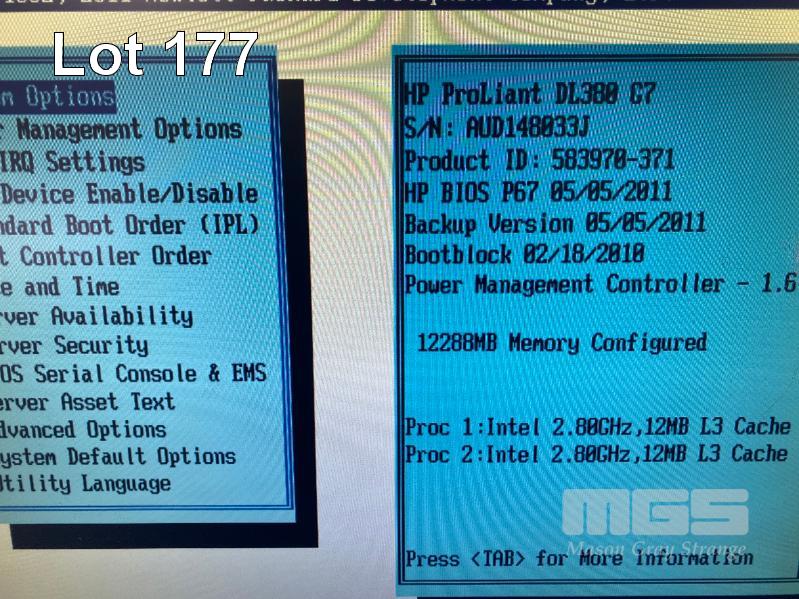 Lot 177
m Options
r Management Options
IRQ Settings
Device Enable/Disable
ndard Boot Order (IPL)
t Controller Order
e and Time
rver Availability
rver Security
OS Serial Console & EMS
erver Asset Text
dvanced Options
ystem Default Options
tility Language
HP ProLiant DL380 G7
S/N: AUD148033J
Product ID: 583970-371
HP BIOS P67 05/05/2011
Backup Version 05/05/2011
Bootblock 02/18/2010
Power Management Controller - 1.6
12288MB Memory Configured
Proc 1:Intel 2.80GHz,12MB L3 Cache
Proc 2:Intel 2.80GHz,12MB L3 Cache
MGS
Mason Gray Strange
Press <TAB> for More Information